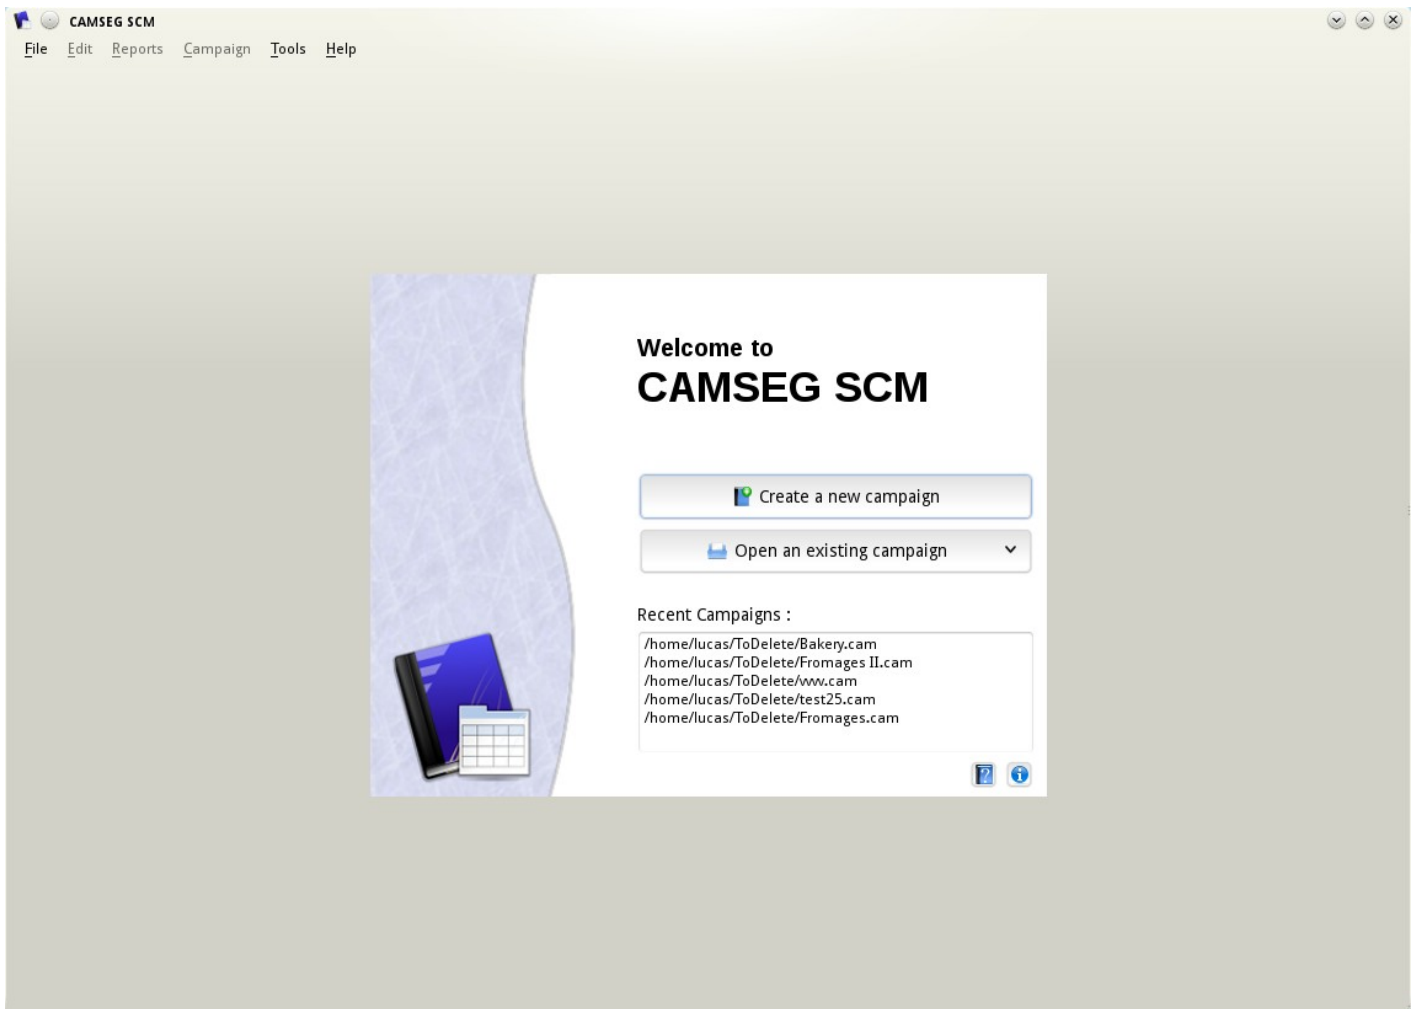 CAMSEG SCM
File Edit Reports Campaign Tools Help
Welcome to
CAMSEG SCM
Create a new campaign
Open an existing campaign
Recent Campaigns :
/home/lucas/ToDelete/Bakery.cam
/home/lucas/ToDelete/Fromages II.cam
/home/lucas/ToDelete/vvvv.cam
/home/lucas/ToDelete/test25.cam
/home/lucas/ToDelete/Fromages.cam